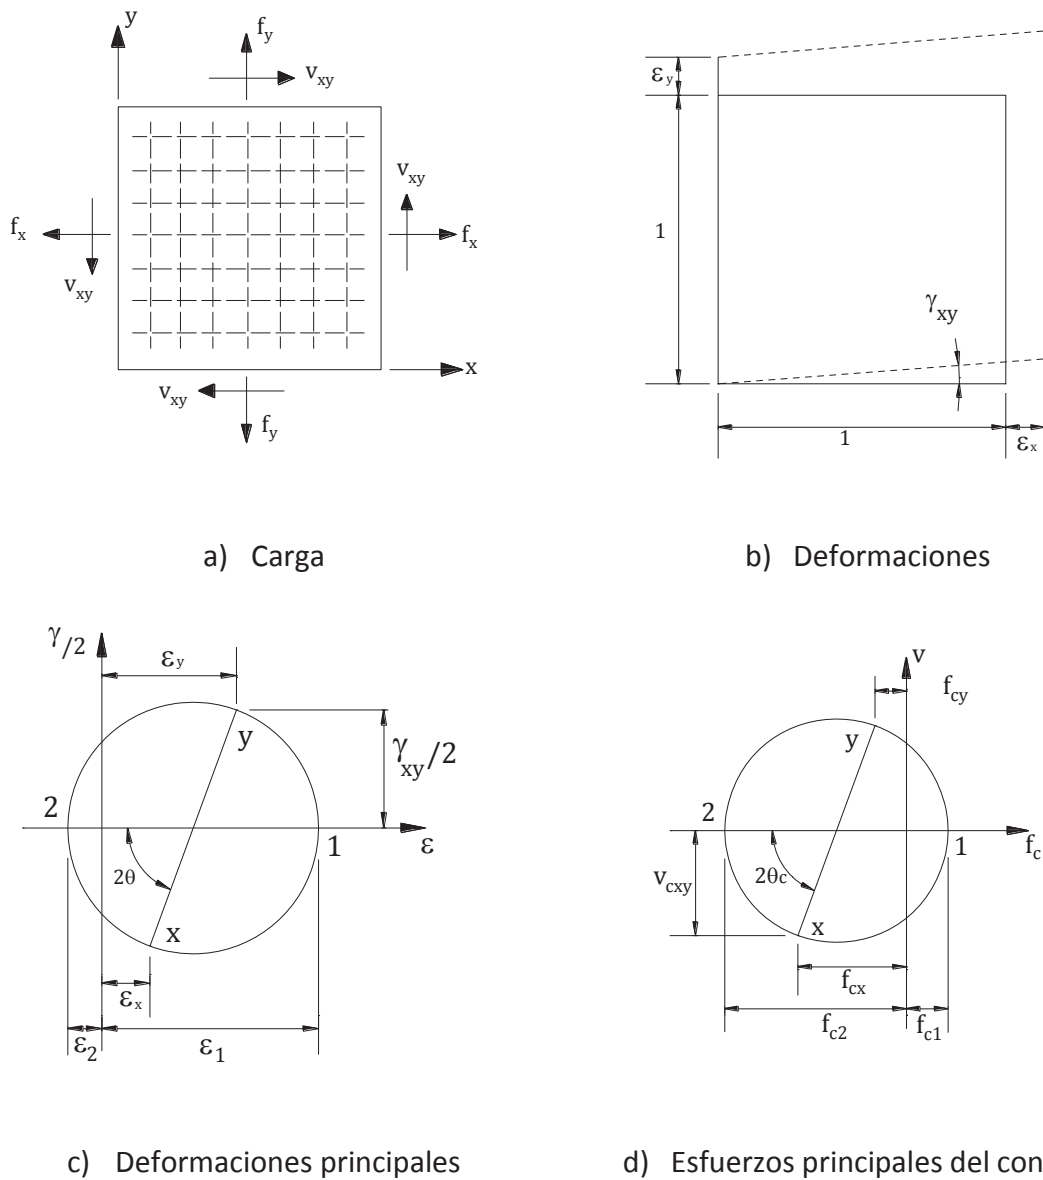 y
f_y
v_xy
v_xy
f_x
f_x
v_xy
x
v_xy
f_y
a) Carga
ε_y
1
γ_xy
1
ε_x
b) Deformaciones
γ/2
ε_y
y
γ_xy/2
2
1
ε
2θ
x
ε_x
ε_2
ε_1
c) Deformaciones principales
v
f_cy
y
2
1
f_c
v_cxy
2θc
x
f_cx
f_c2
f_c1
d) Esfuerzos principales del con